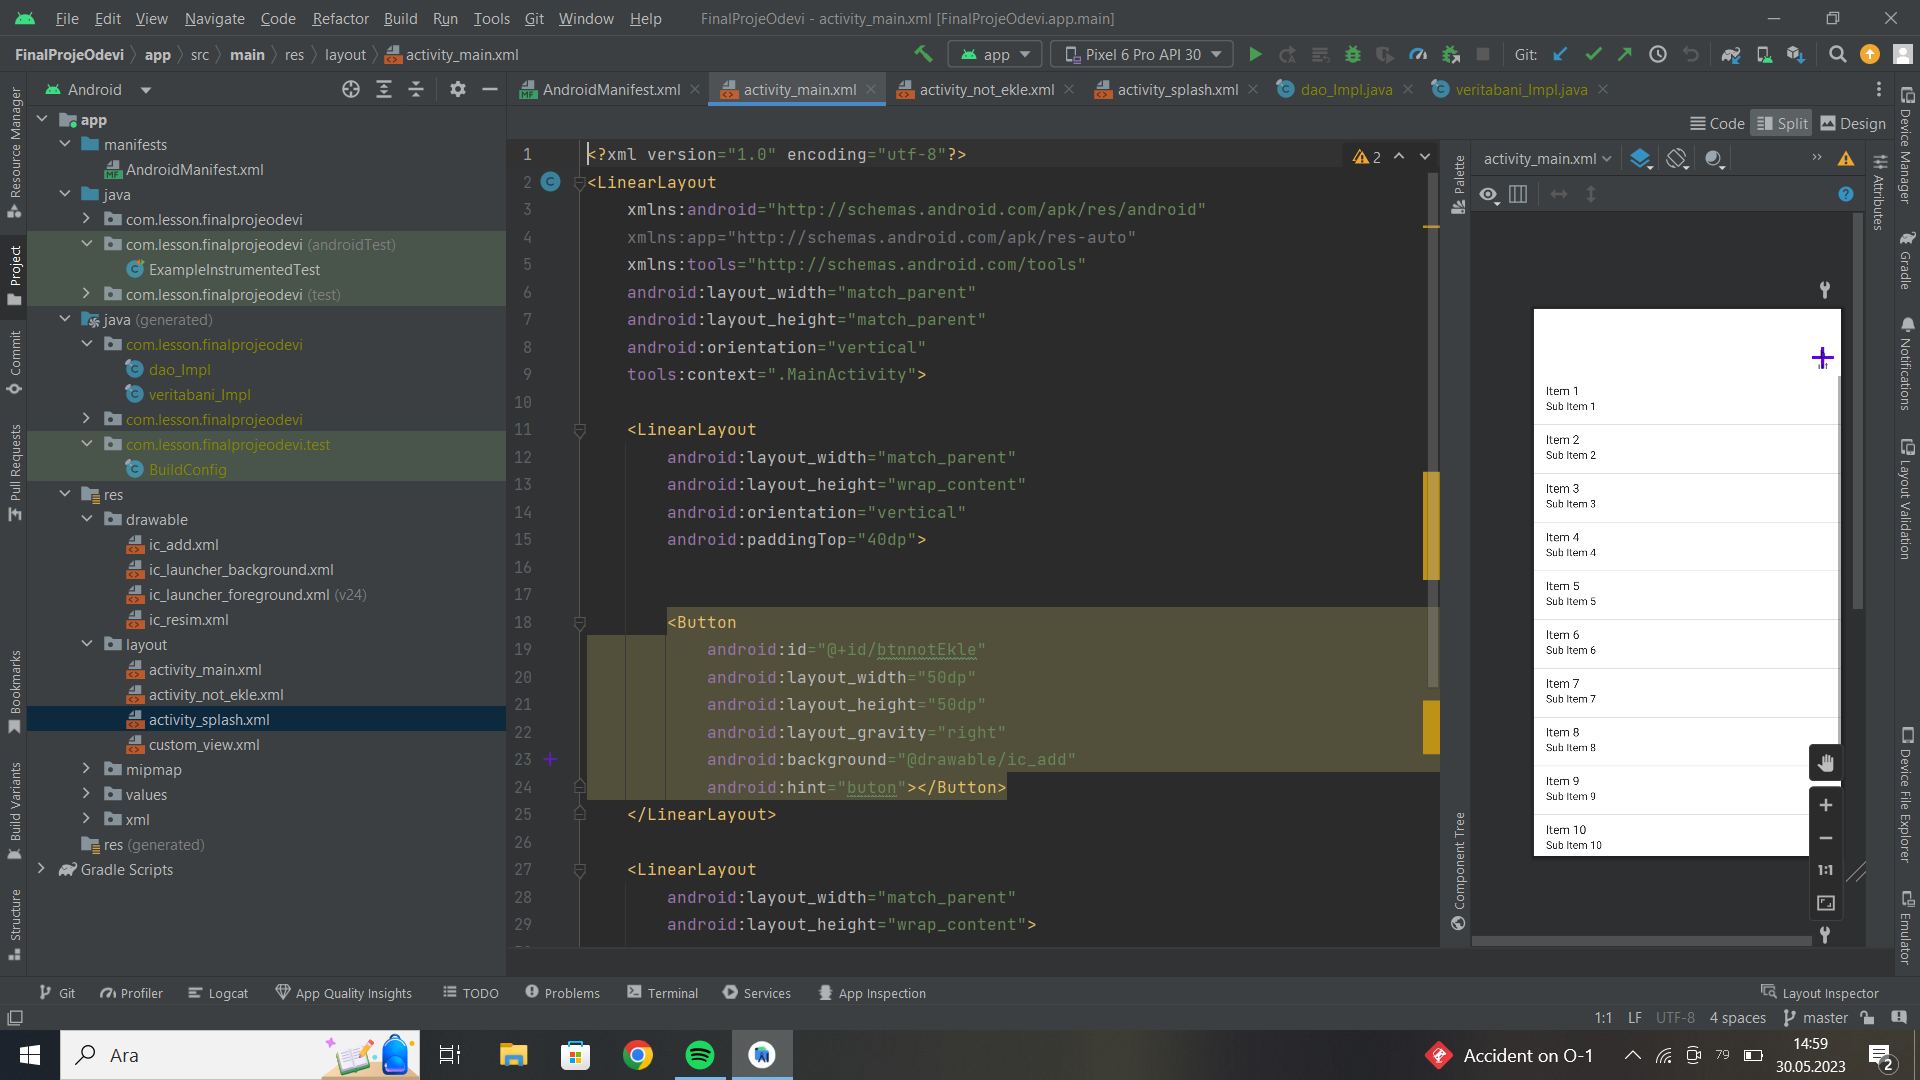 File Edit View Navigate Code Refactor Build Run Tools Git Window Help FinalProjeOdevi - activity_main.xml [FinalProjeOdevi.app.main]
FinalProjeOdevi app src main res layout activity_main.xml app Pixel 6 Pro API 30 Git:
Android
AndroidManifest.xml activity_main.xml activity_not_ekle.xml activity_splash.xml dao_Impl.java veritabani_Impl.java
Code Split Design
Resource Manager
Project
Commit
Pull Requests
Bookmarks
Build Variants
Structure
app
manifests
AndroidManifest.xml
java
com.lesson.finalprojeodevi
com.lesson.finalprojeodevi (androidTest)
ExampleInstrumentedTest
com.lesson.finalprojeodevi (test)
java (generated)
com.lesson.finalprojeodevi
dao_Impl
veritabani_Impl
com.lesson.finalprojeodevi
com.lesson.finalprojeodevi.test
BuildConfig
res
drawable
ic_add.xml
ic_launcher_background.xml
ic_launcher_foreground.xml (v24)
ic_resim.xml
layout
activity_main.xml
activity_not_ekle.xml
activity_splash.xml
custom_view.xml
mipmap
values
xml
res (generated)
Gradle Scripts
1 <?xml version="1.0" encoding="utf-8"?>
2 <LinearLayout
3 xmlns:android="http://schemas.android.com/apk/res/android"
4 xmlns:app="http://schemas.android.com/apk/res-auto"
5 xmlns:tools="http://schemas.android.com/tools"
6 android:layout_width="match_parent"
7 android:layout_height="match_parent"
8 android:orientation="vertical"
9 tools:context=".MainActivity">
10
11 <LinearLayout
12 android:layout_width="match_parent"
13 android:layout_height="wrap_content"
14 android:orientation="vertical"
15 android:paddingTop="40dp">
16
17
18 <Button
19 android:id="@+id/btnnotEkle"
20 android:layout_width="50dp"
21 android:layout_height="50dp"
22 android:layout_gravity="right"
23 android:background="@drawable/ic_add"
24 android:hint="buton"></Button>
25 </LinearLayout>
26
27 <LinearLayout
28 android:layout_width="match_parent"
29 android:layout_height="wrap_content">
2
Palette
Component Tree
activity_main.xml
Item 1
Sub Item 1
Item 2
Sub Item 2
Item 3
Sub Item 3
Item 4
Sub Item 4
Item 5
Sub Item 5
Item 6
Sub Item 6
Item 7
Sub Item 7
Item 8
Sub Item 8
Item 9
Sub Item 9
Item 10
Sub Item 10
1:1
Attributes
Device Manager
Gradle
Notifications
Layout Validation
Device File Explorer
Emulator
Git Profiler Logcat App Quality Insights TODO Problems Terminal Services App Inspection Layout Inspector
1:1 LF UTF-8 4 spaces master
Ara Accident on O-1 79 14:59
30.05.2023 2